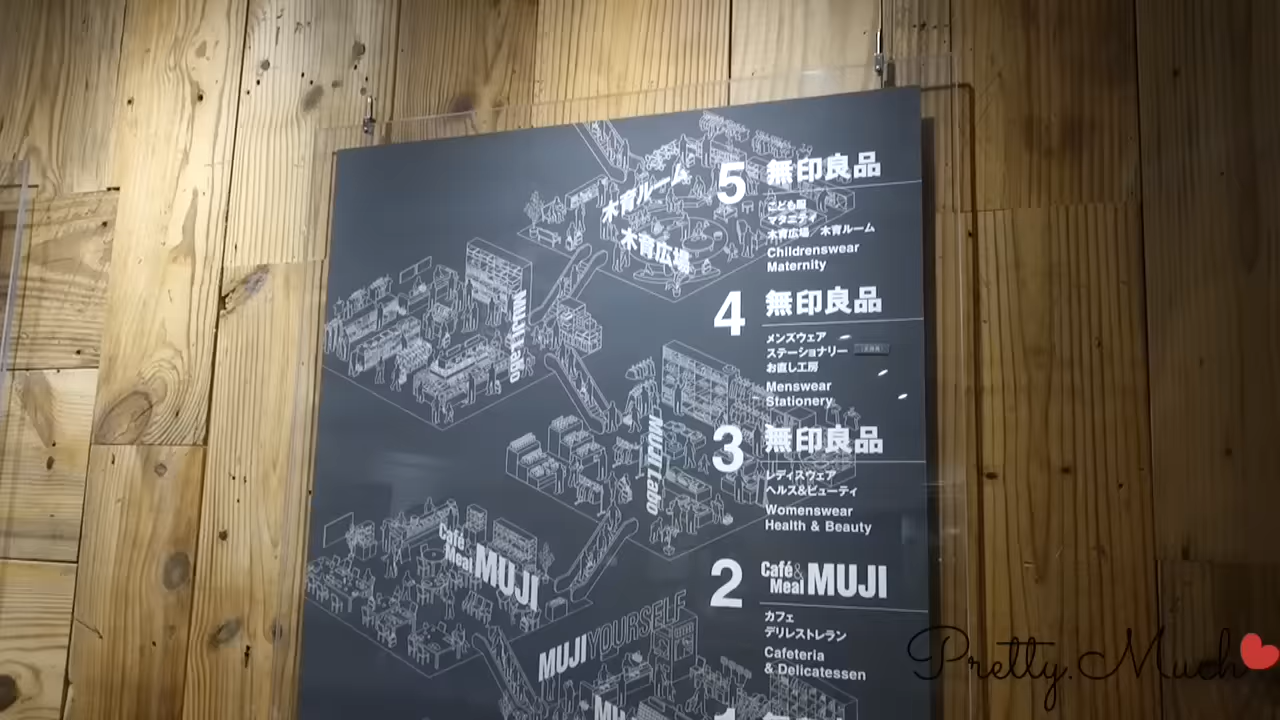 5 無印良品
こども服
マタニティ
木育広場 木育ルーム
Childrenswear
Maternity
木育ルーム
木育広場
4 無印良品
メンズウェア
ステーショナリー
お直し工房
Menswear
Stationery
MUJI Labo
3 無印良品
レディスウェア
ヘルス&ビューティ
Womenswear
Health & Beauty
MUJI Labo
2 Café & Meal MUJI
カフェ
デリレストラン
Cafeteria
& Delicatessen
Café & Meal MUJI
MUJI YOURSELF
Pretty.Much